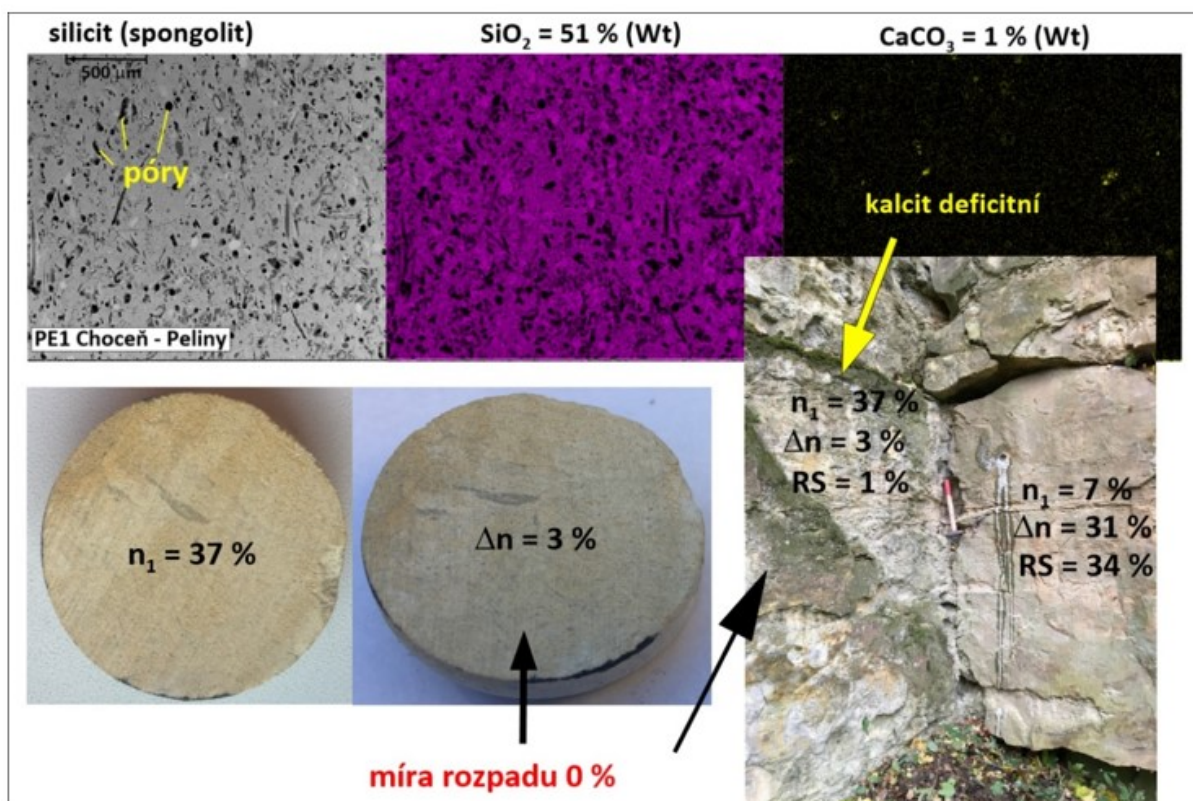 silicit (spongolit)
SiO₂ = 51 % (Wt)
CaCO₃ = 1 % (Wt)
500 µm
póry
kalcit deficitní
PE1 Choceň - Peliny
n₁ = 37 %
Δn = 3 %
RS = 1 %
n₁ = 7 %
Δn = 31 %
RS = 34 %
n₁ = 37 %
Δn = 3 %
míra rozpadu 0 %